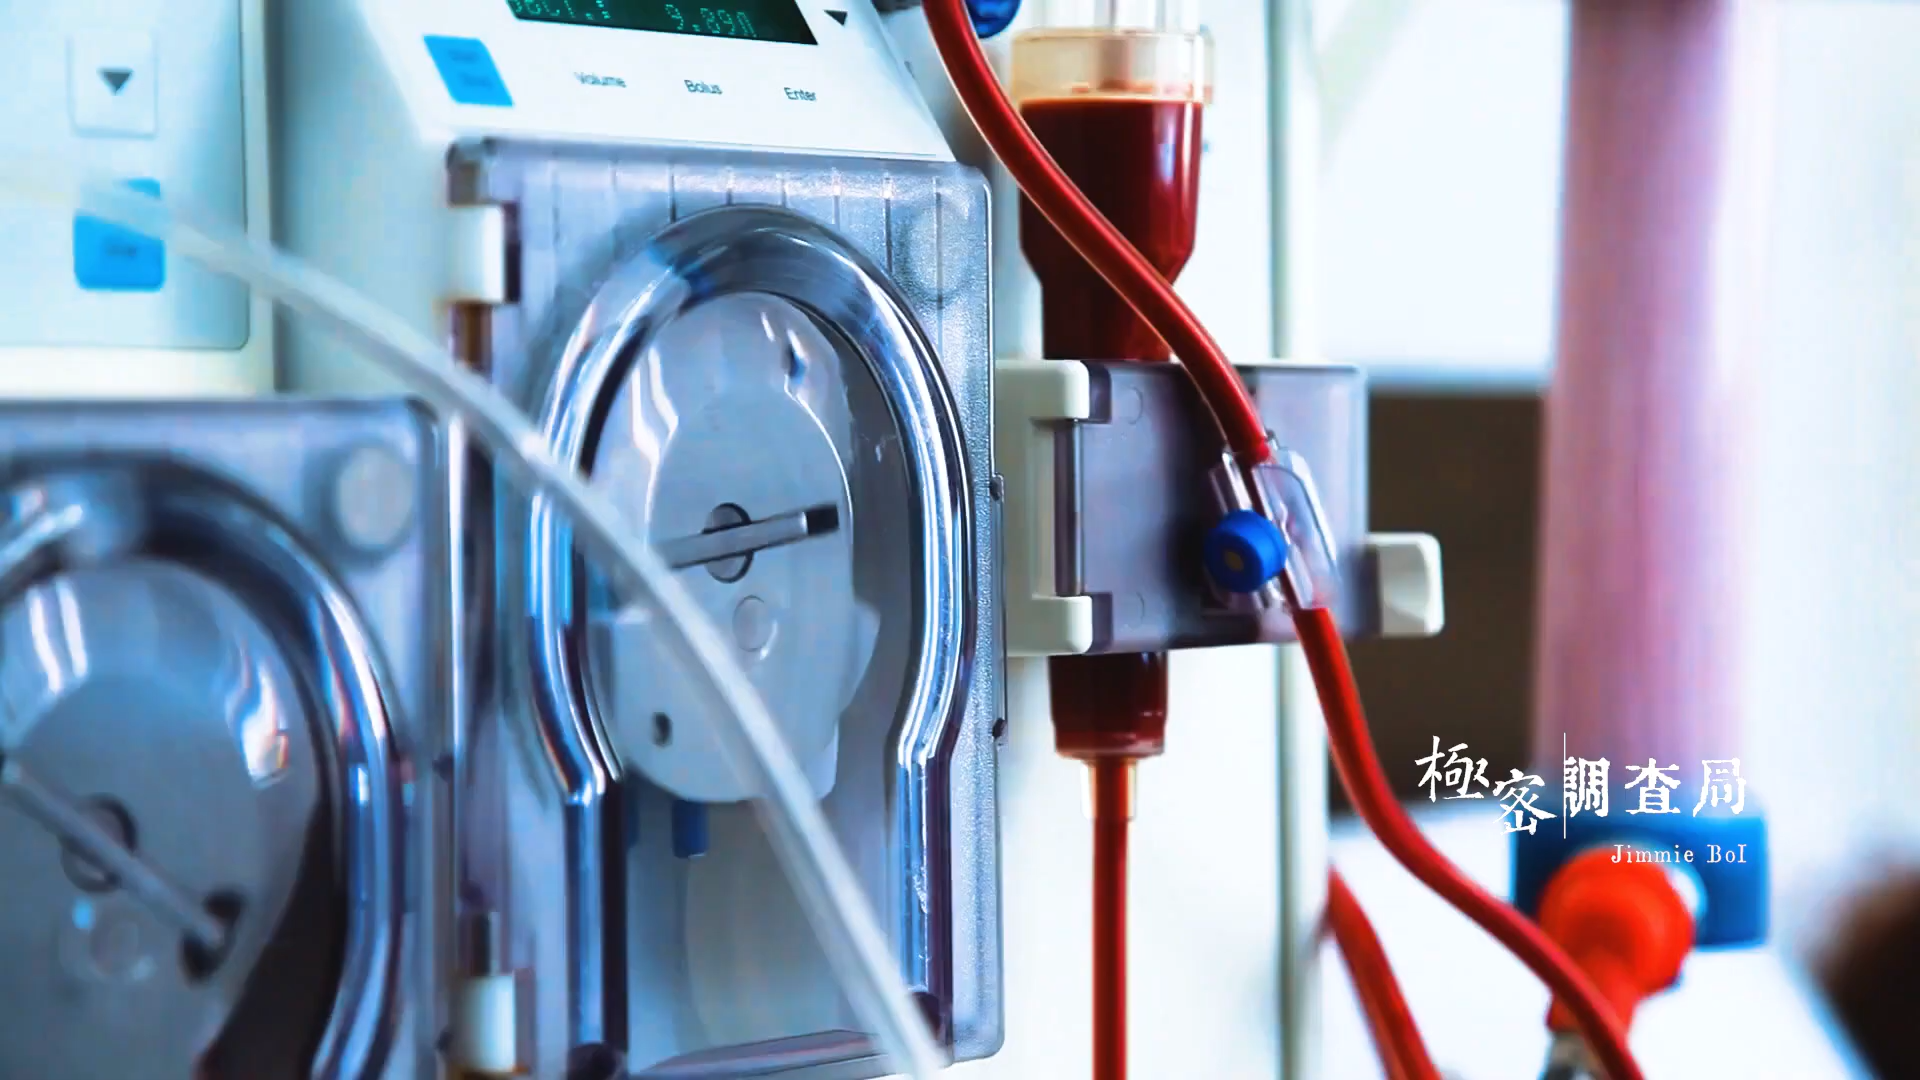 Volume
Bolus
Enter
極密調查局
Jimmie BoI